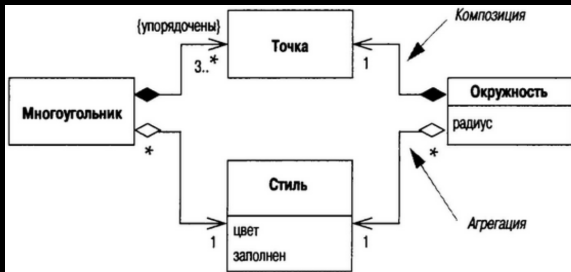 {упорядочены}
Точка
Композиция
3..*
1
Многоугольник
Окружность
радиус
*
*
Стиль
цвет
заполнен
1
1
Агрегация